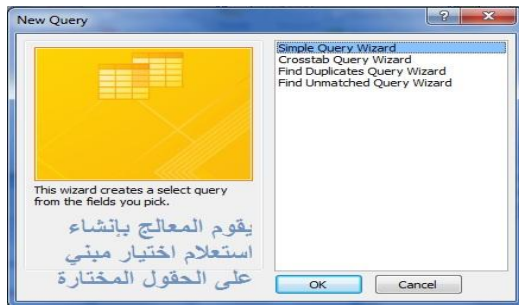 New Query
Simple Query Wizard
Crosstab Query Wizard
Find Duplicates Query Wizard
Find Unmatched Query Wizard
This wizard creates a select query
from the fields you pick.
يقوم المعالج بإنشاء
استعلام اختيار مبني
على الحقول المختارة
OK
Cancel